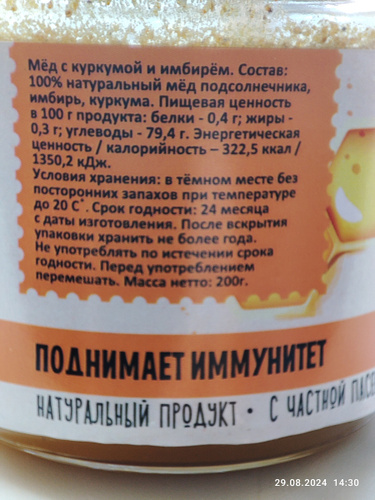 Мёд с куркумой и имбирём. Состав:
100% натуральный мёд подсолнечника,
имбирь, куркума. Пищевая ценность
в 100 г продукта: белки - 0,4 г; жиры -
0,3 г; углеводы - 79,4 г. Энергетическая
ценность / калорийность – 322,5 ккал /
1350,2 кДж.
Условия хранения: в тёмном месте без
посторонних запахов при температуре
до 20 С°. Срок годности: 24 месяца
с даты изготовления. После вскрытия
упаковки хранить не более года.
Не употреблять по истечении срока
годности. Перед употреблением
перемешать. Масса нетто: 200г.
ПОДНИМАЕТ ИММУНИТЕТ
НАТУРАЛЬНЫЙ ПРОДУКТ • С ЧАСТНОЙ
29.08.2024 14:30